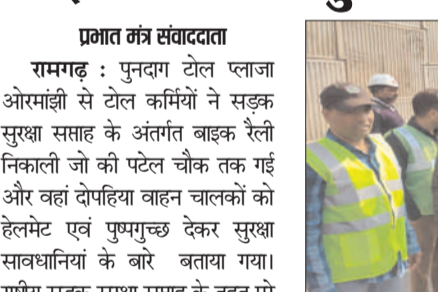 प्रभात मंत्र संवाददाता
रामगढ़ : पुनदाग टोल प्लाजा
ओरमांझी से टोल कर्मियों ने सड़क
सुरक्षा सप्ताह के अंतर्गत बाइक रैली
निकाली जो की पटेल चौक तक गई
और वहां दोपहिया वाहन चालकों को
हेलमेट एवं पुष्पगुच्छ देकर सुरक्षा
सावधानियां के बारे बताया गया।